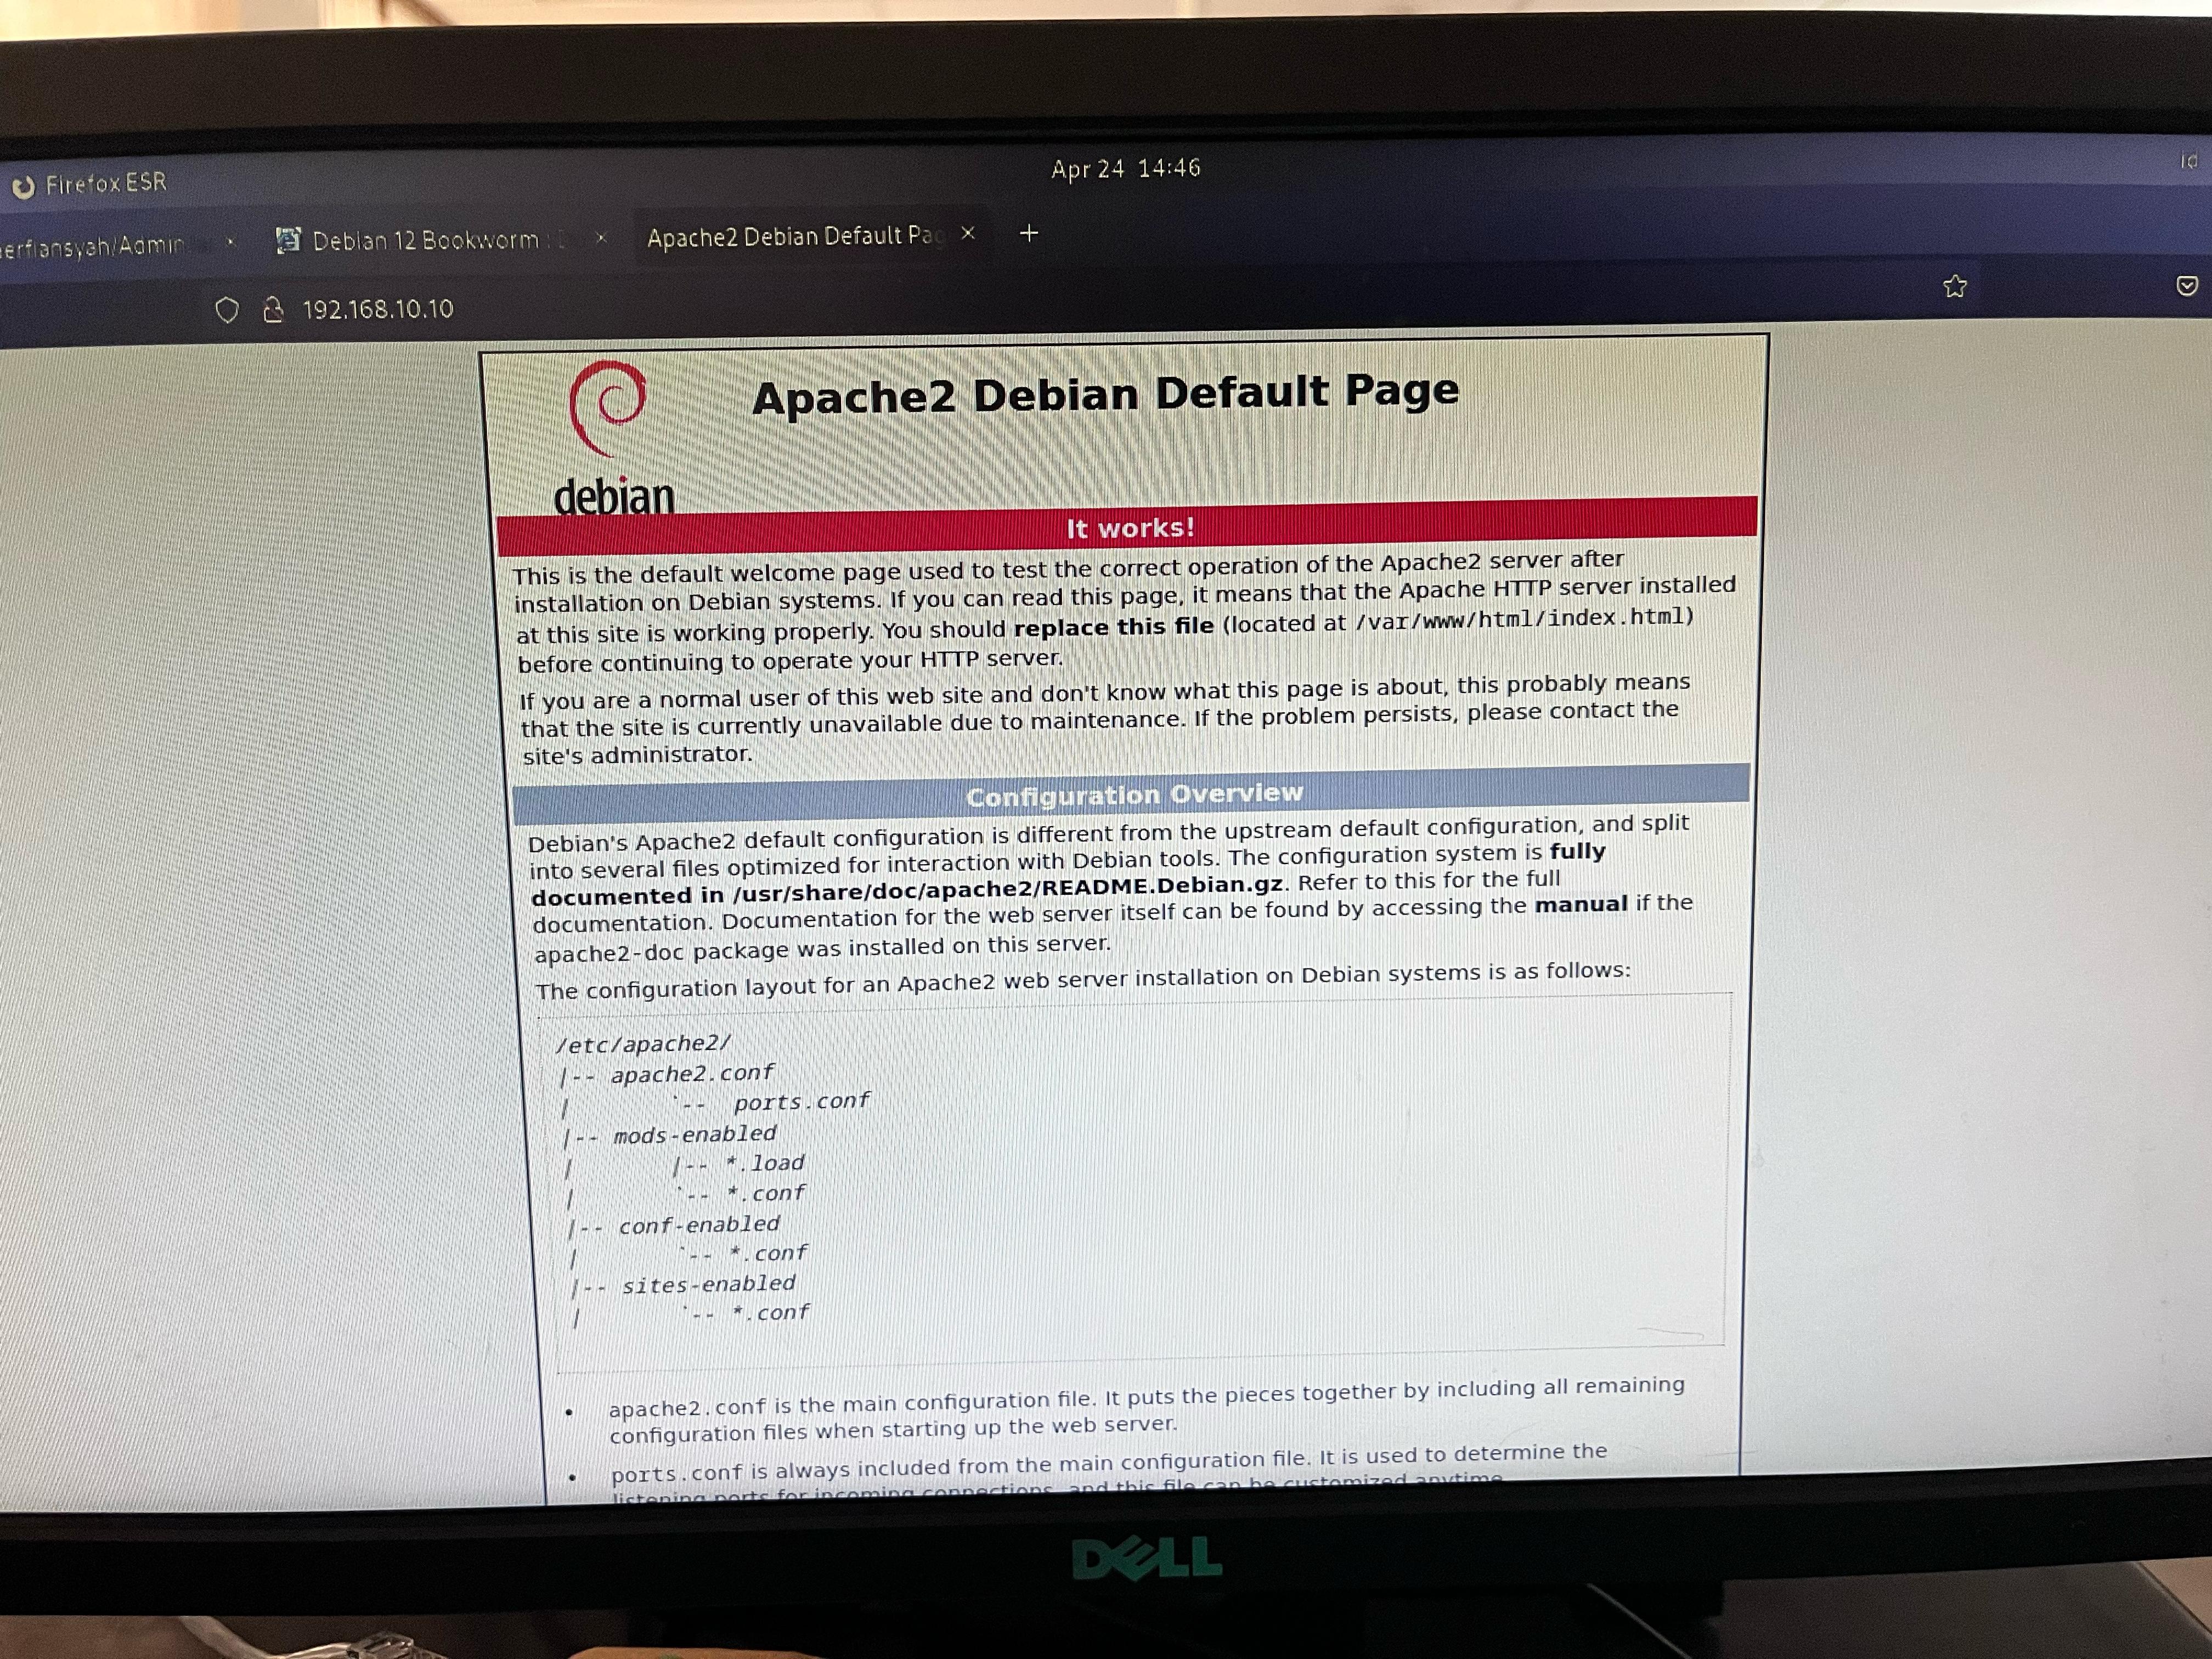 Firefox ESR
Apr 24 14:46
erfiansyah/Admin
Debian 12 Bookworm :
Apache2 Debian Default Pag
192.168.10.10
debian
Apache2 Debian Default Page
It works!
This is the default welcome page used to test the correct operation of the Apache2 server after
installation on Debian systems. If you can read this page, it means that the Apache HTTP server installed
at this site is working properly. You should replace this file (located at /var/www/html/index.html)
before continuing to operate your HTTP server.
If you are a normal user of this web site and don't know what this page is about, this probably means
that the site is currently unavailable due to maintenance. If the problem persists, please contact the
site's administrator.
Configuration Overview
Debian's Apache2 default configuration is different from the upstream default configuration, and split
into several files optimized for interaction with Debian tools. The configuration system is fully
documented in /usr/share/doc/apache2/README.Debian.gz. Refer to this for the full
documentation. Documentation for the web server itself can be found by accessing the manual if the
apache2-doc package was installed on this server.
The configuration layout for an Apache2 web server installation on Debian systems is as follows:
/etc/apache2/
|-- apache2.conf
|       `--  ports.conf
|-- mods-enabled
|       |-- *.load
|       `-- *.conf
|-- conf-enabled
|       `-- *.conf
|-- sites-enabled
|       `-- *.conf
• apache2.conf is the main configuration file. It puts the pieces together by including all remaining
configuration files when starting up the web server.
• ports.conf is always included from the main configuration file. It is used to determine the
listening ports for incoming connections, and this file can be customized anytime.
DELL